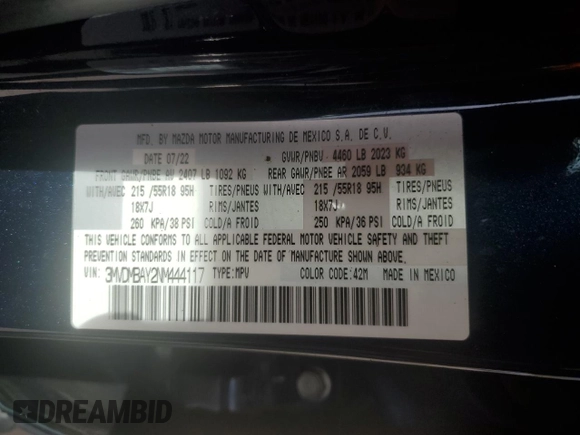 MFD. BY MAZDA MOTOR MANUFACTURING DE MEXICO S.A. DE C.V.
DATE 07/22 GVWR/PNBV 4460 LB 2023 KG
FRONT GAWR/PNBE AV 2407 LB 1092 KG REAR GAWR/PNBE AR 2059 LB 934 KG
WITH/AVEC 215 /55R18 95H TIRES/PNEUS WITH/AVEC 215 /55R18 95H TIRES/PNEUS
18X7J RIMS/JANTES 18X7J RIMS/JANTES
260 KPA/38 PSI COLD/A FROID 250 KPA/36 PSI COLD/A FROID
THIS VEHICLE CONFORMS TO ALL APPLICABLE FEDERAL MOTOR VEHICLE SAFETY AND THEFT
PREVENTION STANDARDS IN EFFECT ON THE DATE OF MANUFACTURE SHOWN ABOVE.
VIN: 3MVDMBAY2NM444117 TYPE: MPV COLOR CODE: 42M MADE IN MEXICO
DREAMBID